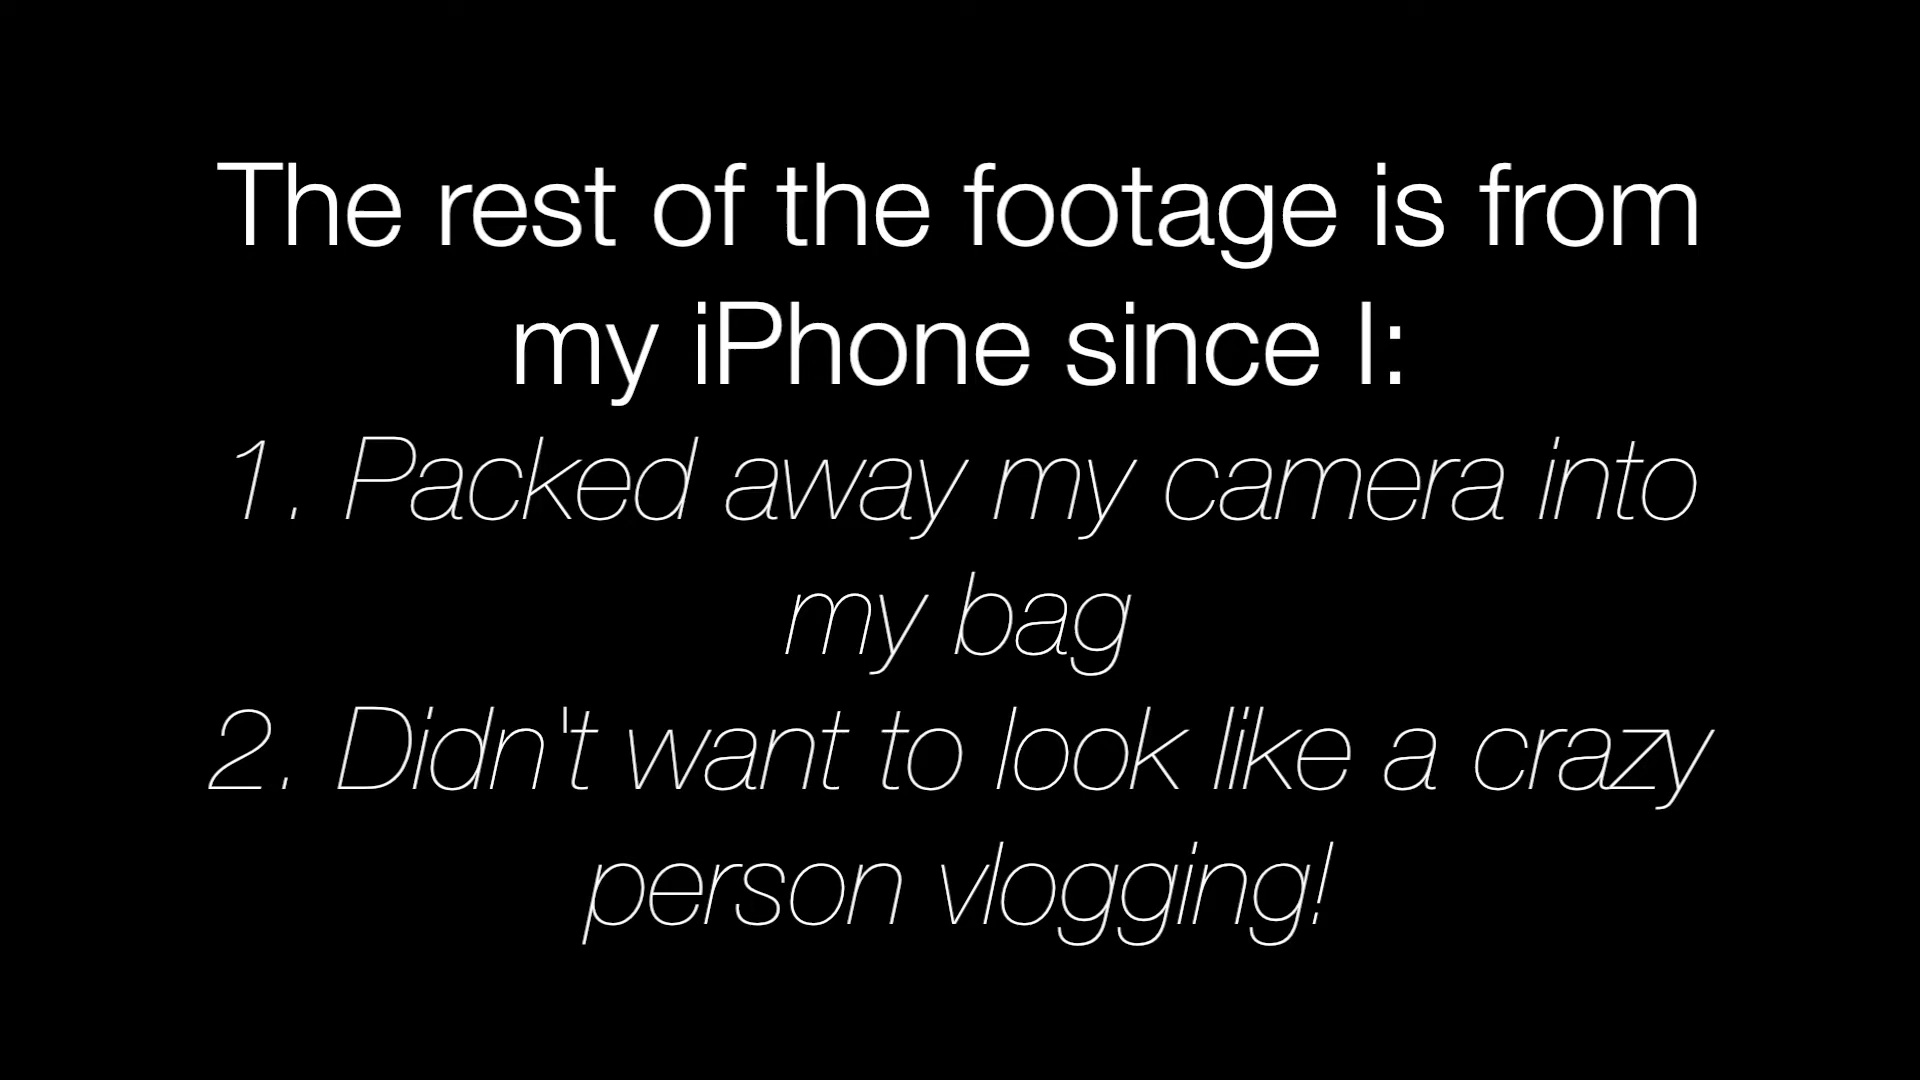 The rest of the footage is from
my iPhone since I:
1. Packed away my camera into
my bag
2. Didn't want to look like a crazy
person vlogging!